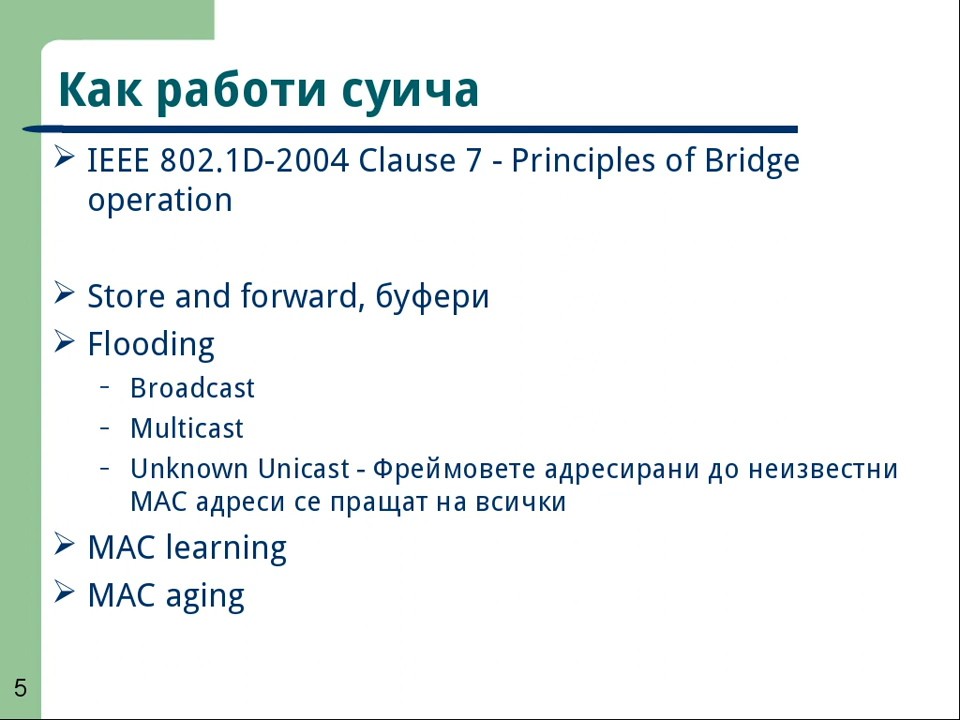 Как работи суича
IEEE 802.1D-2004 Clause 7 - Principles of Bridge
operation
Store and forward, буфери
Flooding
– Broadcast
– Multicast
– Unknown Unicast - Фреймовете адресирани до неизвестни
MAC адреси се пращат на всички
MAC learning
MAC aging
5